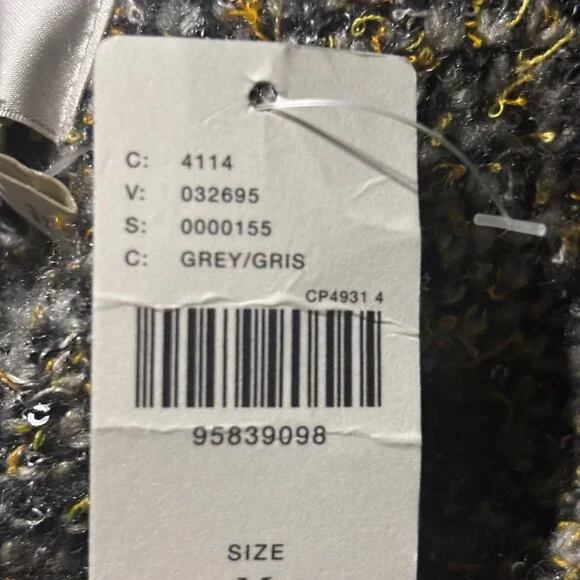 C: 4114
V: 032695
S: 0000155
C: GREY/GRIS
CP4931 4
95839098
SIZE